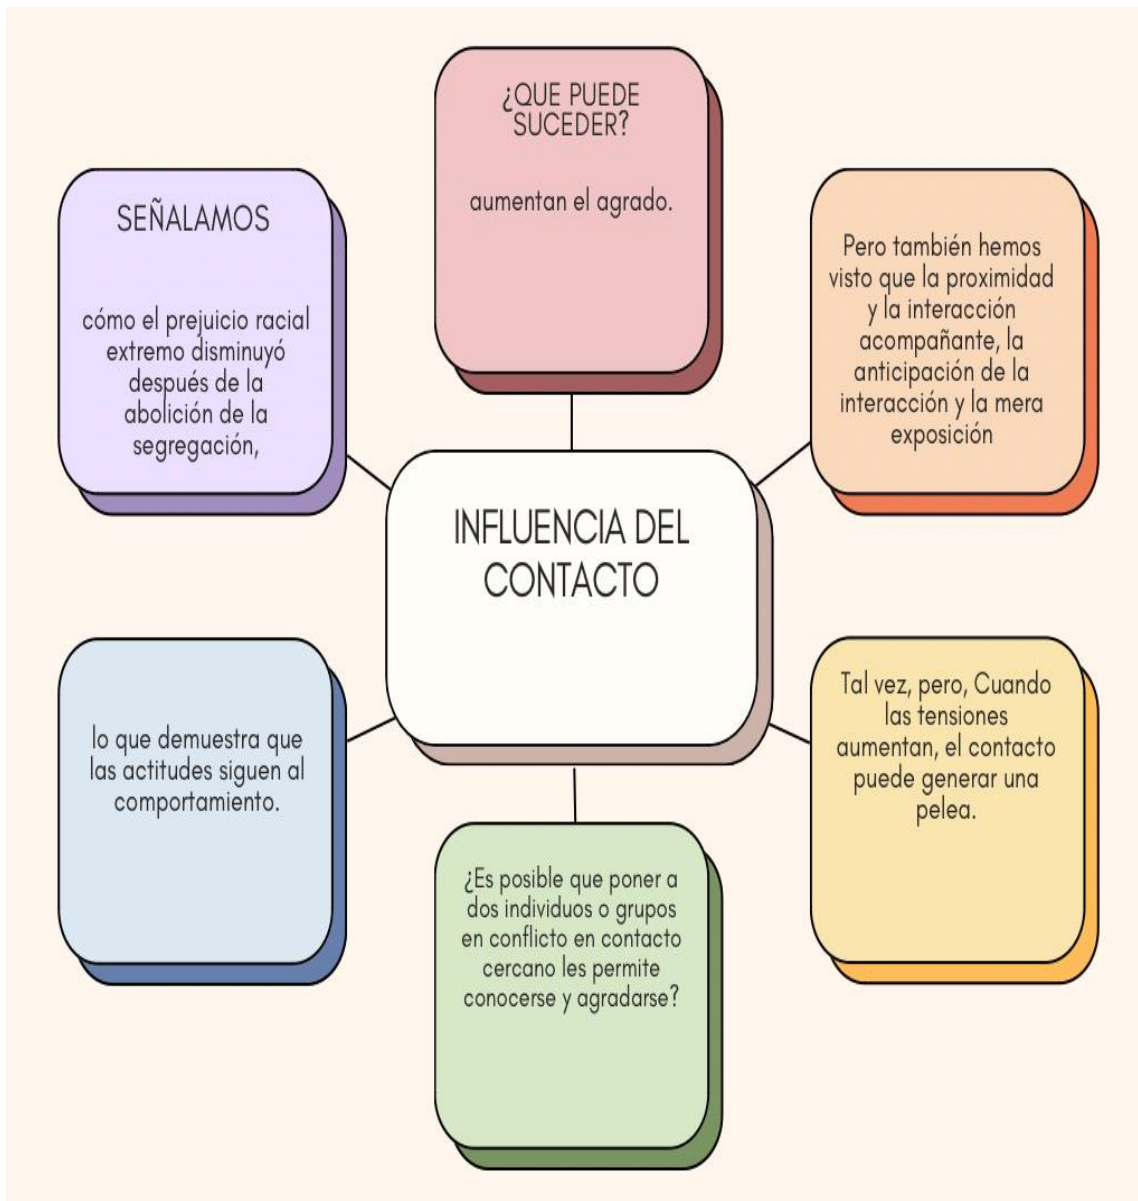 ¿QUE PUEDE
SUCEDER?
aumentan el agrado.
SEÑALAMOS
cómo el prejuicio racial
extremo disminuyó
después de la
abolición de la
segregación,
Pero también hemos
visto que la proximidad
y la interacción
acompañante, la
anticipación de la
interacción y la mera
exposición
INFLUENCIA DEL
CONTACTO
lo que demuestra que
las actitudes siguen al
comportamiento.
Tal vez, pero, Cuando
las tensiones
aumentan, el contacto
puede generar una
pelea.
¿Es posible que poner a
dos individuos o grupos
en conflicto en contacto
cercano les permite
conocerse y agradarse?